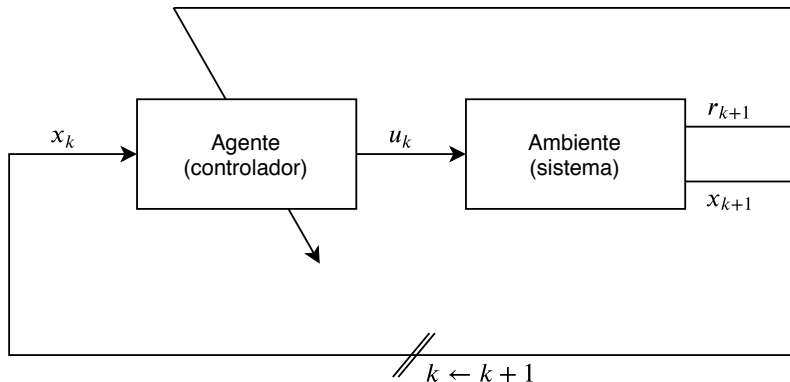 x_k
Agente
(controlador)
u_k
Ambiente
(sistema)
r_{k+1}
x_{k+1}
k ← k + 1